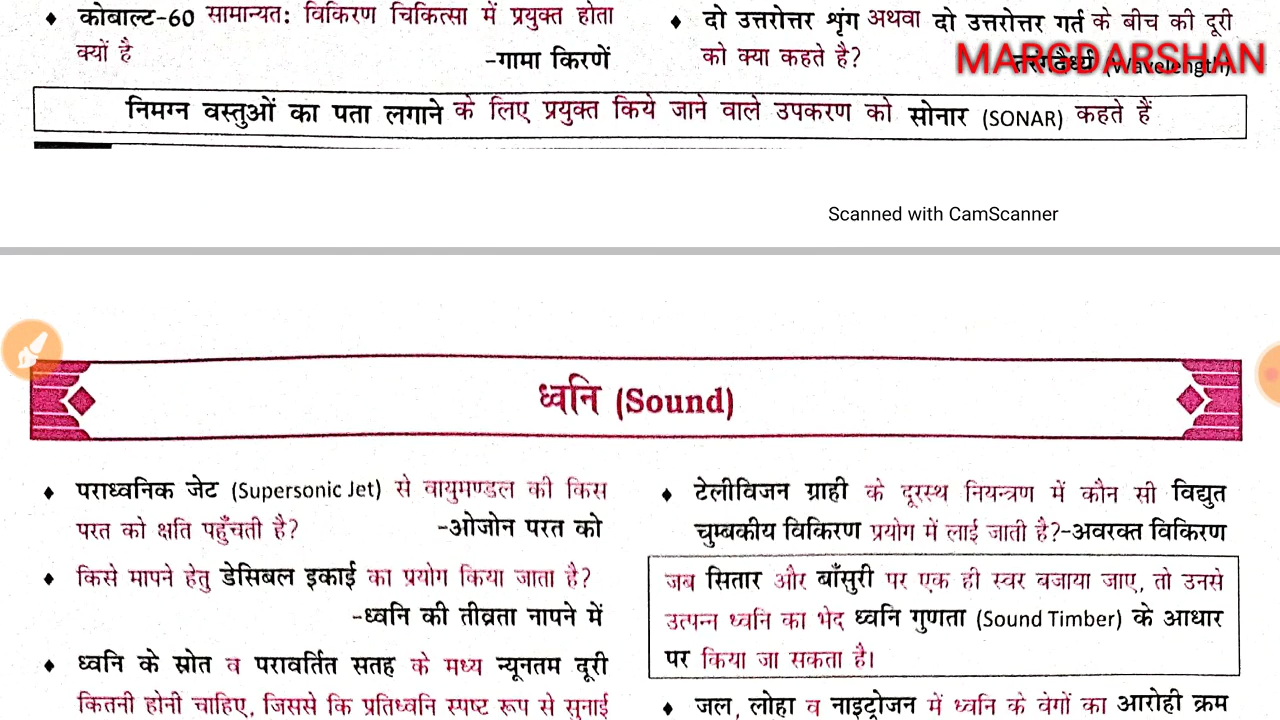 ♦ कोबाल्ट-60 सामान्यत: विकिरण चिकित्सा में प्रयुक्त होता
क्यों है
-गामा किरणें
♦ दो उत्तरोत्तर शृंग अथवा दो उत्तरोत्तर गर्त के बीच की दूरी
को क्या कहते है?
तरंगदैर्ध्य (Wavelength)
MARGDARSHAN
निमग्न वस्तुओं का पता लगाने के लिए प्रयुक्त किये जाने वाले उपकरण को सोनार (SONAR) कहते हैं
Scanned with CamScanner
ध्वनि (Sound)
♦ पराध्वनिक जेट (Supersonic Jet) से वायुमण्डल की किस
परत को क्षति पहुँचती है? -ओजोन परत को
♦ किसे मापने हेतु डेसिबल इकाई का प्रयोग किया जाता है?
-ध्वनि की तीव्रता नापने में
♦ ध्वनि के स्रोत व परावर्तित सतह के मध्य न्यूनतम दूरी
कितनी होनी चाहिए, जिससे कि प्रतिध्वनि स्पष्ट रूप से सुनाई
♦ टेलीविजन ग्राही के दूरस्थ नियन्त्रण में कौन सी विद्युत
चुम्बकीय विकिरण प्रयोग में लाई जाती है?-अवरक्त विकिरण
जब सितार और बाँसुरी पर एक ही स्वर बजाया जाए, तो उनसे
उत्पन्न ध्वनि का भेद ध्वनि गुणता (Sound Timber) के आधार
पर किया जा सकता है।
♦ जल, लोहा व नाइट्रोजन में ध्वनि के वेगों का आरोही क्रम